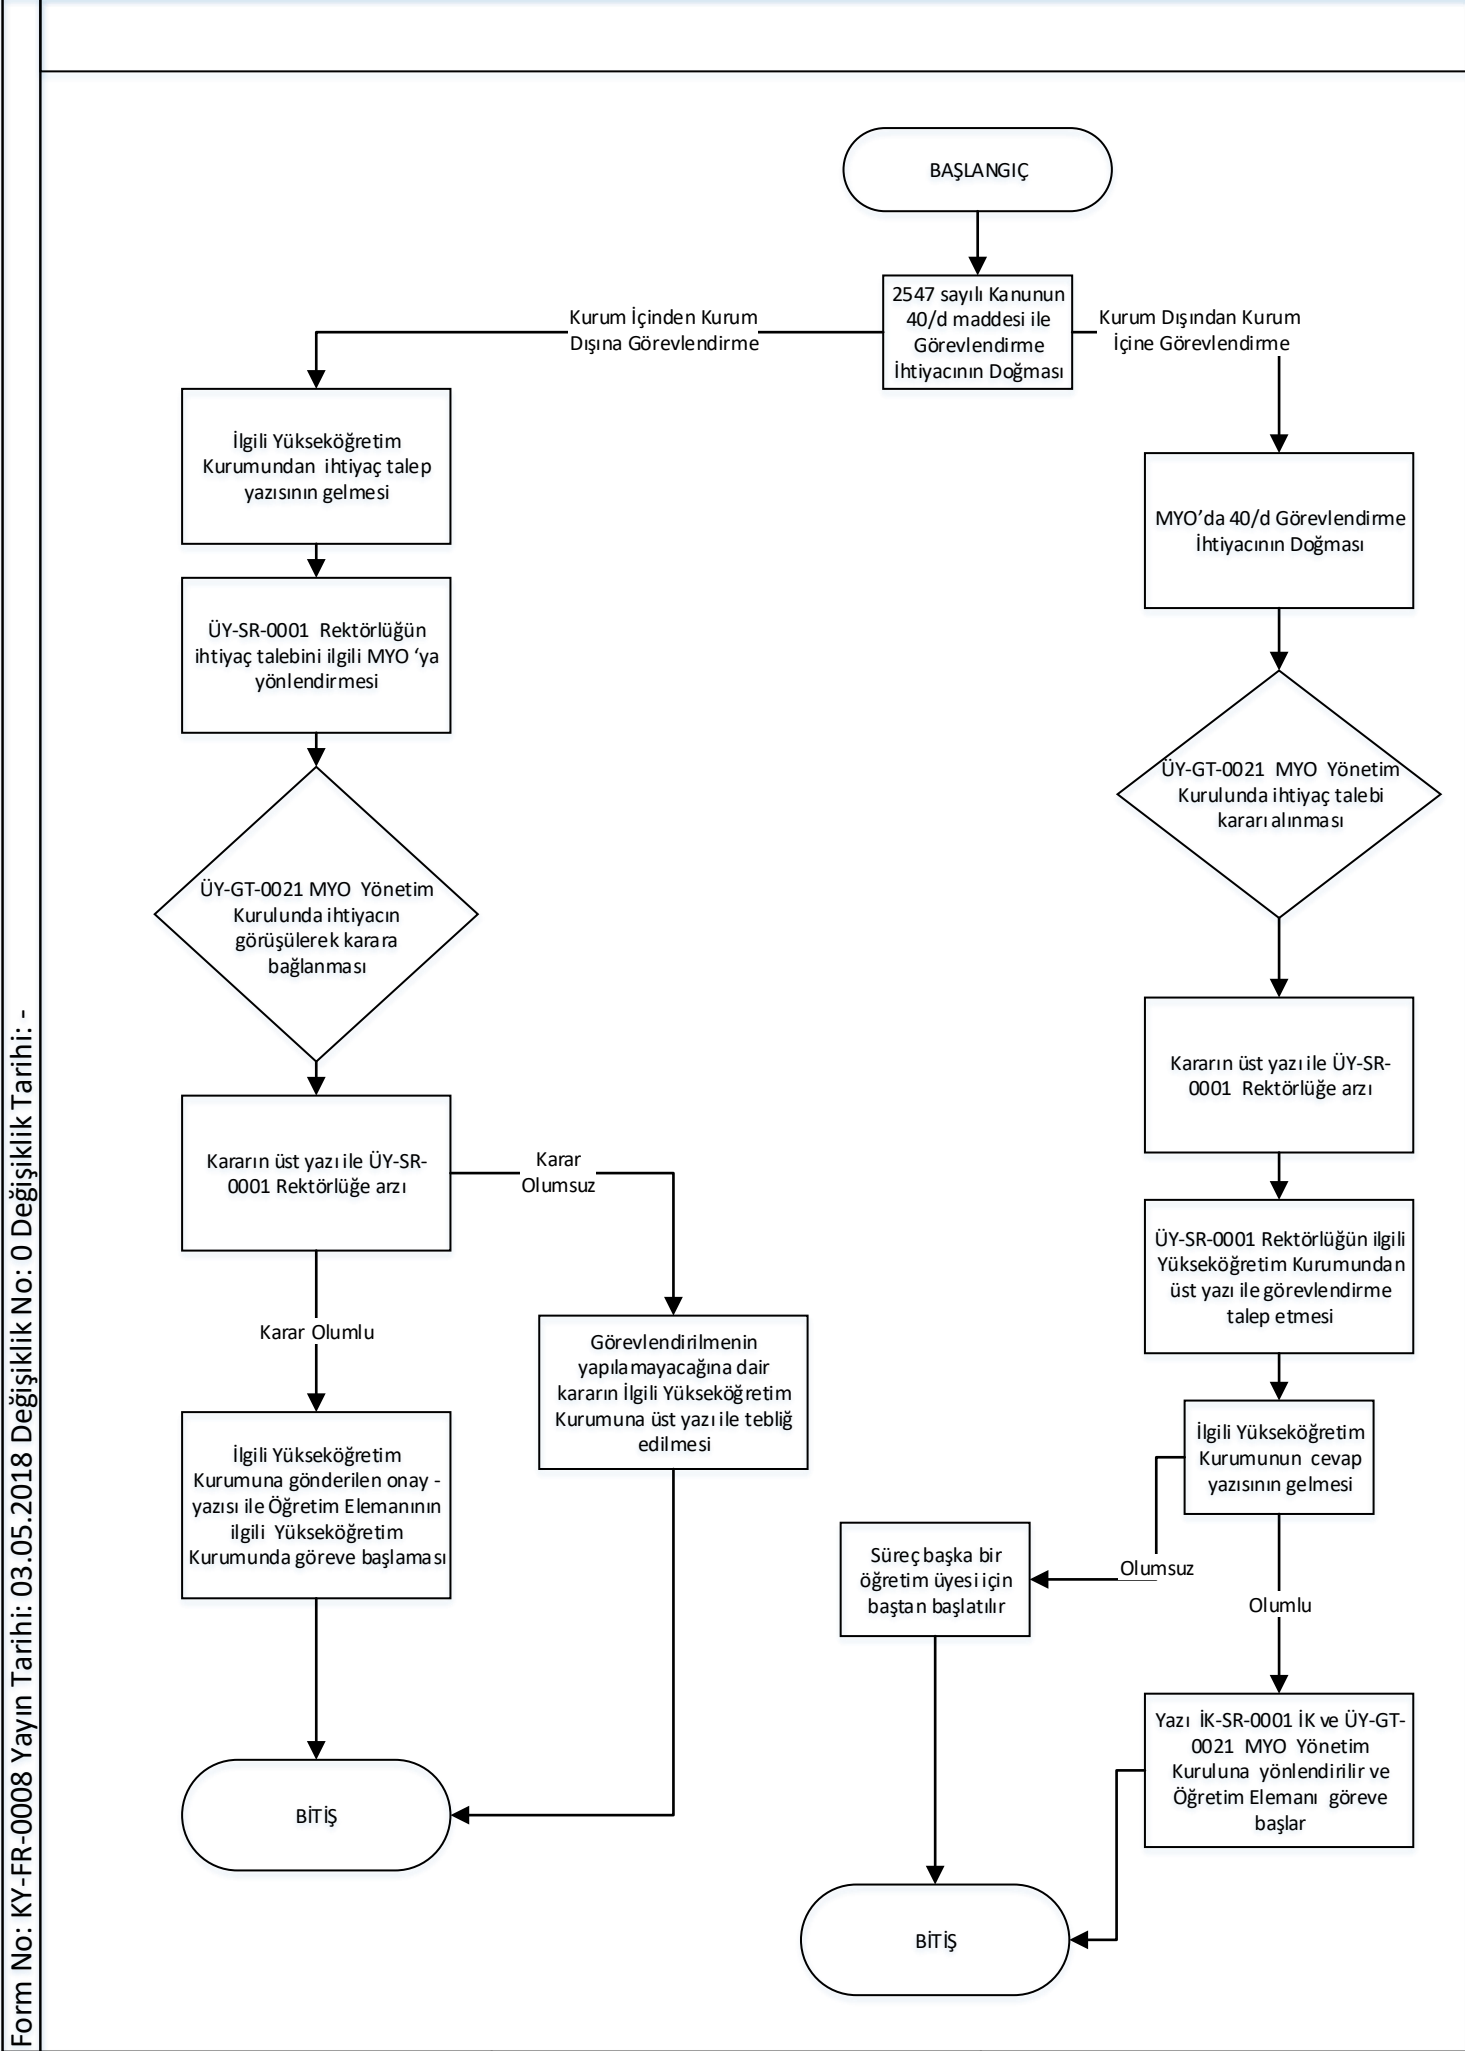 BAŞLANGIÇ
2547 sayılı Kanunun
40/d maddesi ile
Görevlendirme
İhtiyacının Doğması
Kurum İçinden Kurum
Dışına Görevlendirme
Kurum Dışından Kurum
İçine Görevlendirme
İlgili Yükseköğretim
Kurumundan ihtiyaç talep
yazısının gelmesi
ÜY-SR-0001 Rektörlüğün
ihtiyaç talebini ilgili MYO ‘ya
yönlendirmesi
ÜY-GT-0021 MYO Yönetim
Kurulunda ihtiyacın
görüşülerek karara
bağlanması
Kararın üst yazı ile ÜY-SR-
0001 Rektörlüğe arzı
Karar
Olumsuz
Karar Olumlu
Görevlendirilmenin
yapılamayacağına dair
kararın İlgili Yükseköğretim
Kurumuna üst yazı ile tebliğ
edilmesi
İlgili Yükseköğretim
Kurumuna gönderilen onay -
yazısı ile Öğretim Elemanının
ilgili Yükseköğretim
Kurumunda göreve başlaması
BİTİŞ
MYO’da 40/d Görevlendirme
İhtiyacının Doğması
ÜY-GT-0021 MYO Yönetim
Kurulunda ihtiyaç talebi
kararı alınması
Kararın üst yazı ile ÜY-SR-
0001 Rektörlüğe arzı
ÜY-SR-0001 Rektörlüğün ilgili
Yükseköğretim Kurumundan
üst yazı ile görevlendirme
talep etmesi
İlgili Yükseköğretim
Kurumunun cevap
yazısının gelmesi
Olumsuz
Olumlu
Süreç başka bir
öğretim üyesi için
baştan başlatılır
Yazı İK-SR-0001 İK ve ÜY-GT-
0021 MYO Yönetim
Kuruluna yönlendirilir ve
Öğretim Elemanı göreve
başlar
BİTİŞ
Form No: KY-FR-0008 Yayın Tarihi: 03.05.2018 Değişiklik No: 0 Değişiklik Tarihi: -